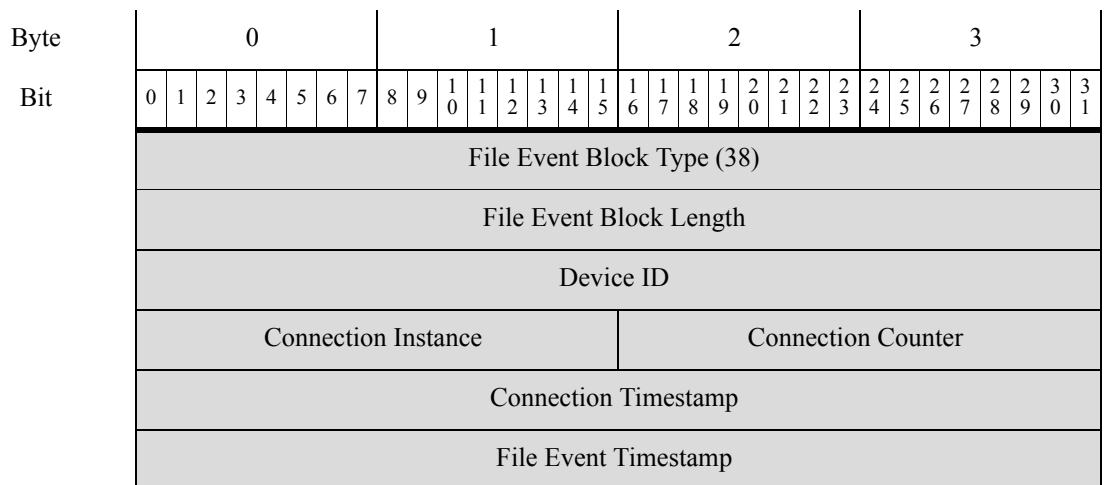 Byte 0 1 2 3
Bit 0 1 2 3 4 5 6 7 8 9 10 11 12 13 14 15 16 17 18 19 20 21 22 23 24 25 26 27 28 29 30 31
File Event Block Type (38)
File Event Block Length
Device ID
Connection Instance Connection Counter
Connection Timestamp
File Event Timestamp